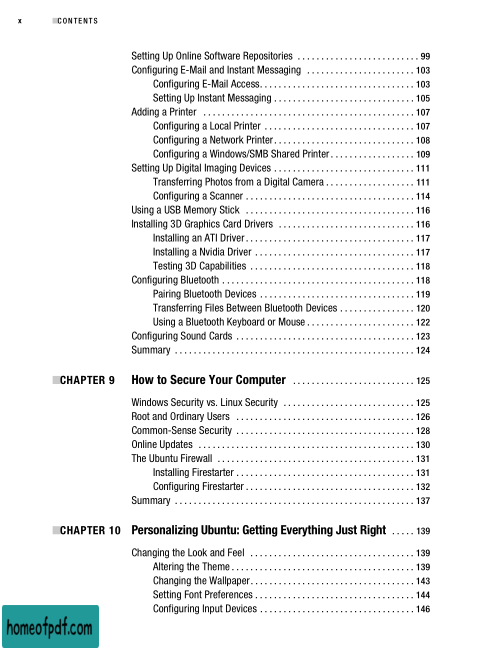 x ■CONTENTS
Setting Up Online Software Repositories . . . . . . . . . . . . . . . . . . . . . . . . . . 99
Configuring E-Mail and Instant Messaging . . . . . . . . . . . . . . . . . . . . . . . 103
Configuring E-Mail Access. . . . . . . . . . . . . . . . . . . . . . . . . . . . . . . . . 103
Setting Up Instant Messaging . . . . . . . . . . . . . . . . . . . . . . . . . . . . . . 105
Adding a Printer . . . . . . . . . . . . . . . . . . . . . . . . . . . . . . . . . . . . . . . . . . . . . 107
Configuring a Local Printer . . . . . . . . . . . . . . . . . . . . . . . . . . . . . . . . 107
Configuring a Network Printer. . . . . . . . . . . . . . . . . . . . . . . . . . . . . . 108
Configuring a Windows/SMB Shared Printer. . . . . . . . . . . . . . . . . . 109
Setting Up Digital Imaging Devices . . . . . . . . . . . . . . . . . . . . . . . . . . . . . . 111
Transferring Photos from a Digital Camera . . . . . . . . . . . . . . . . . . . 111
Configuring a Scanner . . . . . . . . . . . . . . . . . . . . . . . . . . . . . . . . . . . . 114
Using a USB Memory Stick . . . . . . . . . . . . . . . . . . . . . . . . . . . . . . . . . . . . 116
Installing 3D Graphics Card Drivers . . . . . . . . . . . . . . . . . . . . . . . . . . . . . 116
Installing an ATI Driver. . . . . . . . . . . . . . . . . . . . . . . . . . . . . . . . . . . . 117
Installing a Nvidia Driver . . . . . . . . . . . . . . . . . . . . . . . . . . . . . . . . . . 117
Testing 3D Capabilities . . . . . . . . . . . . . . . . . . . . . . . . . . . . . . . . . . . 118
Configuring Bluetooth . . . . . . . . . . . . . . . . . . . . . . . . . . . . . . . . . . . . . . . . . 118
Pairing Bluetooth Devices . . . . . . . . . . . . . . . . . . . . . . . . . . . . . . . . . 119
Transferring Files Between Bluetooth Devices . . . . . . . . . . . . . . . . 120
Using a Bluetooth Keyboard or Mouse . . . . . . . . . . . . . . . . . . . . . . . 122
Configuring Sound Cards . . . . . . . . . . . . . . . . . . . . . . . . . . . . . . . . . . . . . . 123
Summary . . . . . . . . . . . . . . . . . . . . . . . . . . . . . . . . . . . . . . . . . . . . . . . . . . . 124
■CHAPTER 9 How to Secure Your Computer . . . . . . . . . . . . . . . . . . . . . . . . . . 125
Windows Security vs. Linux Security . . . . . . . . . . . . . . . . . . . . . . . . . . . . 125
Root and Ordinary Users . . . . . . . . . . . . . . . . . . . . . . . . . . . . . . . . . . . . . . 126
Common-Sense Security . . . . . . . . . . . . . . . . . . . . . . . . . . . . . . . . . . . . . . 128
Online Updates . . . . . . . . . . . . . . . . . . . . . . . . . . . . . . . . . . . . . . . . . . . . . . 130
The Ubuntu Firewall . . . . . . . . . . . . . . . . . . . . . . . . . . . . . . . . . . . . . . . . . . 131
Installing Firestarter . . . . . . . . . . . . . . . . . . . . . . . . . . . . . . . . . . . . . . 131
Configuring Firestarter . . . . . . . . . . . . . . . . . . . . . . . . . . . . . . . . . . . . 132
Summary . . . . . . . . . . . . . . . . . . . . . . . . . . . . . . . . . . . . . . . . . . . . . . . . . . . 137
■CHAPTER 10 Personalizing Ubuntu: Getting Everything Just Right . . . . . 139
Changing the Look and Feel . . . . . . . . . . . . . . . . . . . . . . . . . . . . . . . . . . . 139
Altering the Theme . . . . . . . . . . . . . . . . . . . . . . . . . . . . . . . . . . . . . . . 139
Changing the Wallpaper. . . . . . . . . . . . . . . . . . . . . . . . . . . . . . . . . . . 143
Setting Font Preferences . . . . . . . . . . . . . . . . . . . . . . . . . . . . . . . . . . 144
Configuring Input Devices . . . . . . . . . . . . . . . . . . . . . . . . . . . . . . . . . 146
homeofpdf.com